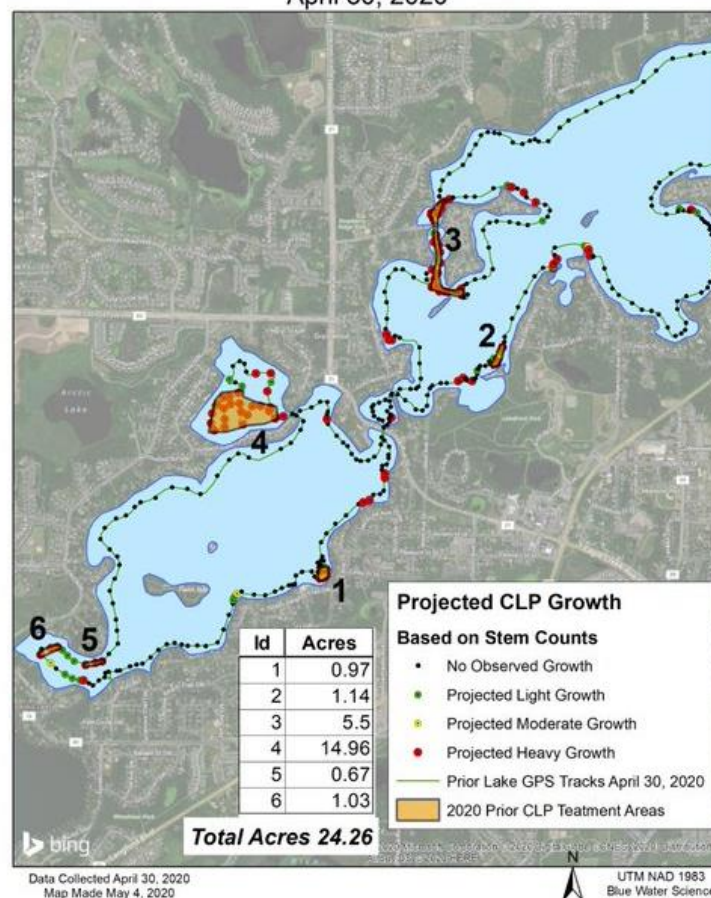 April 30, 2020
3
2
4
1
6
5
Arctic
Lake
Id Acres
1 0.97
2 1.14
3 5.5
4 14.96
5 0.67
6 1.03
Total Acres 24.26
Projected CLP Growth
Based on Stem Counts
No Observed Growth
Projected Light Growth
Projected Moderate Growth
Projected Heavy Growth
Prior Lake GPS Tracks April 30, 2020
2020 Prior CLP Teatment Areas
bing
Data Collected April 30, 2020
Map Made May 4, 2020
N
UTM NAD 1983
Blue Water Science